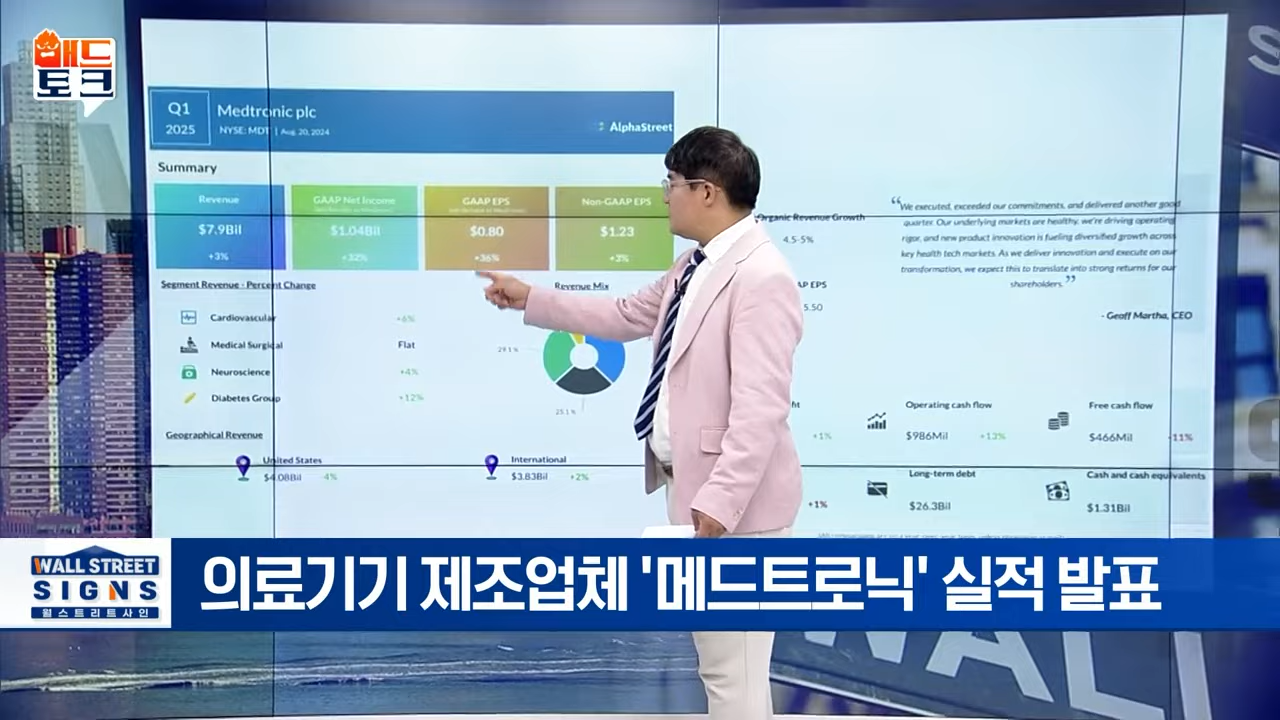 매드
토크
Q1
2025
Medtronic plc
NYSE: MDT | Aug. 20, 2024
AlphaStreet
Summary
Revenue
$7.9Bil
+3%
GAAP Net Income
$1.04Bil
+32%
GAAP EPS
$0.80
+36%
Non-GAAP EPS
$1.23
+3%
Organic Revenue Growth
4.5-5%
AP EPS
5.50
“We executed, exceeded our commitments, and delivered another good
quarter. Our underlying markets are healthy, we're driving operating
rigor, and new product innovation is fueling diversified growth across
key health tech markets. As we deliver innovation and execute on our
transformation, we expect this to translate into strong returns for our
shareholders.”
- Geoff Martha, CEO
Segment Revenue - Percent Change
Cardiovascular
+6%
Medical Surgical
Flat
Neuroscience
+4%
Diabetes Group
+12%
Revenue Mix
29.1%
25.1%
Geographical Revenue
United States
$4.08Bil
4%
International
$3.83Bil
+2%
ht
+1%
Operating cash flow
$986Mil
+13%
Free cash flow
$466Mil
-11%
+1%
Long-term debt
$26.3Bil
Cash and cash equivalents
$1.31Bil
WALL STREET
SIGNS
월스트리트사인
의료기기 제조업체 '메드트로닉' 실적 발표
WALL
S